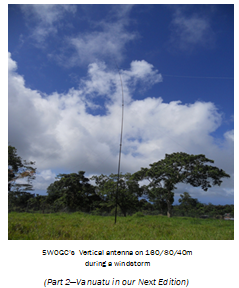 5W0GC's Vertical antenna on 160/80/40m
during a windstorm
(Part 2—Vanuatu in our Next Edition)